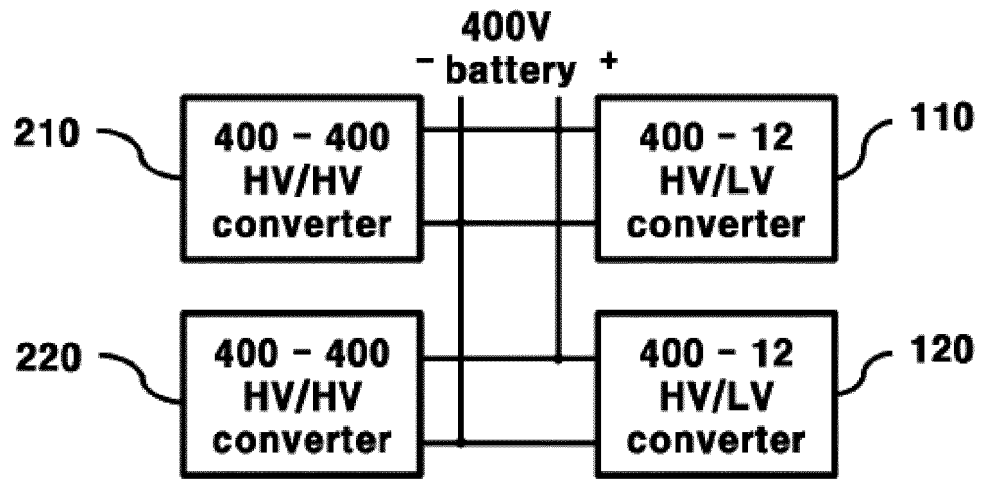 400V
- battery +
210
400 - 400
HV/HV
converter
400 - 12
HV/LV
converter
110
220
400 - 400
HV/HV
converter
400 - 12
HV/LV
converter
120